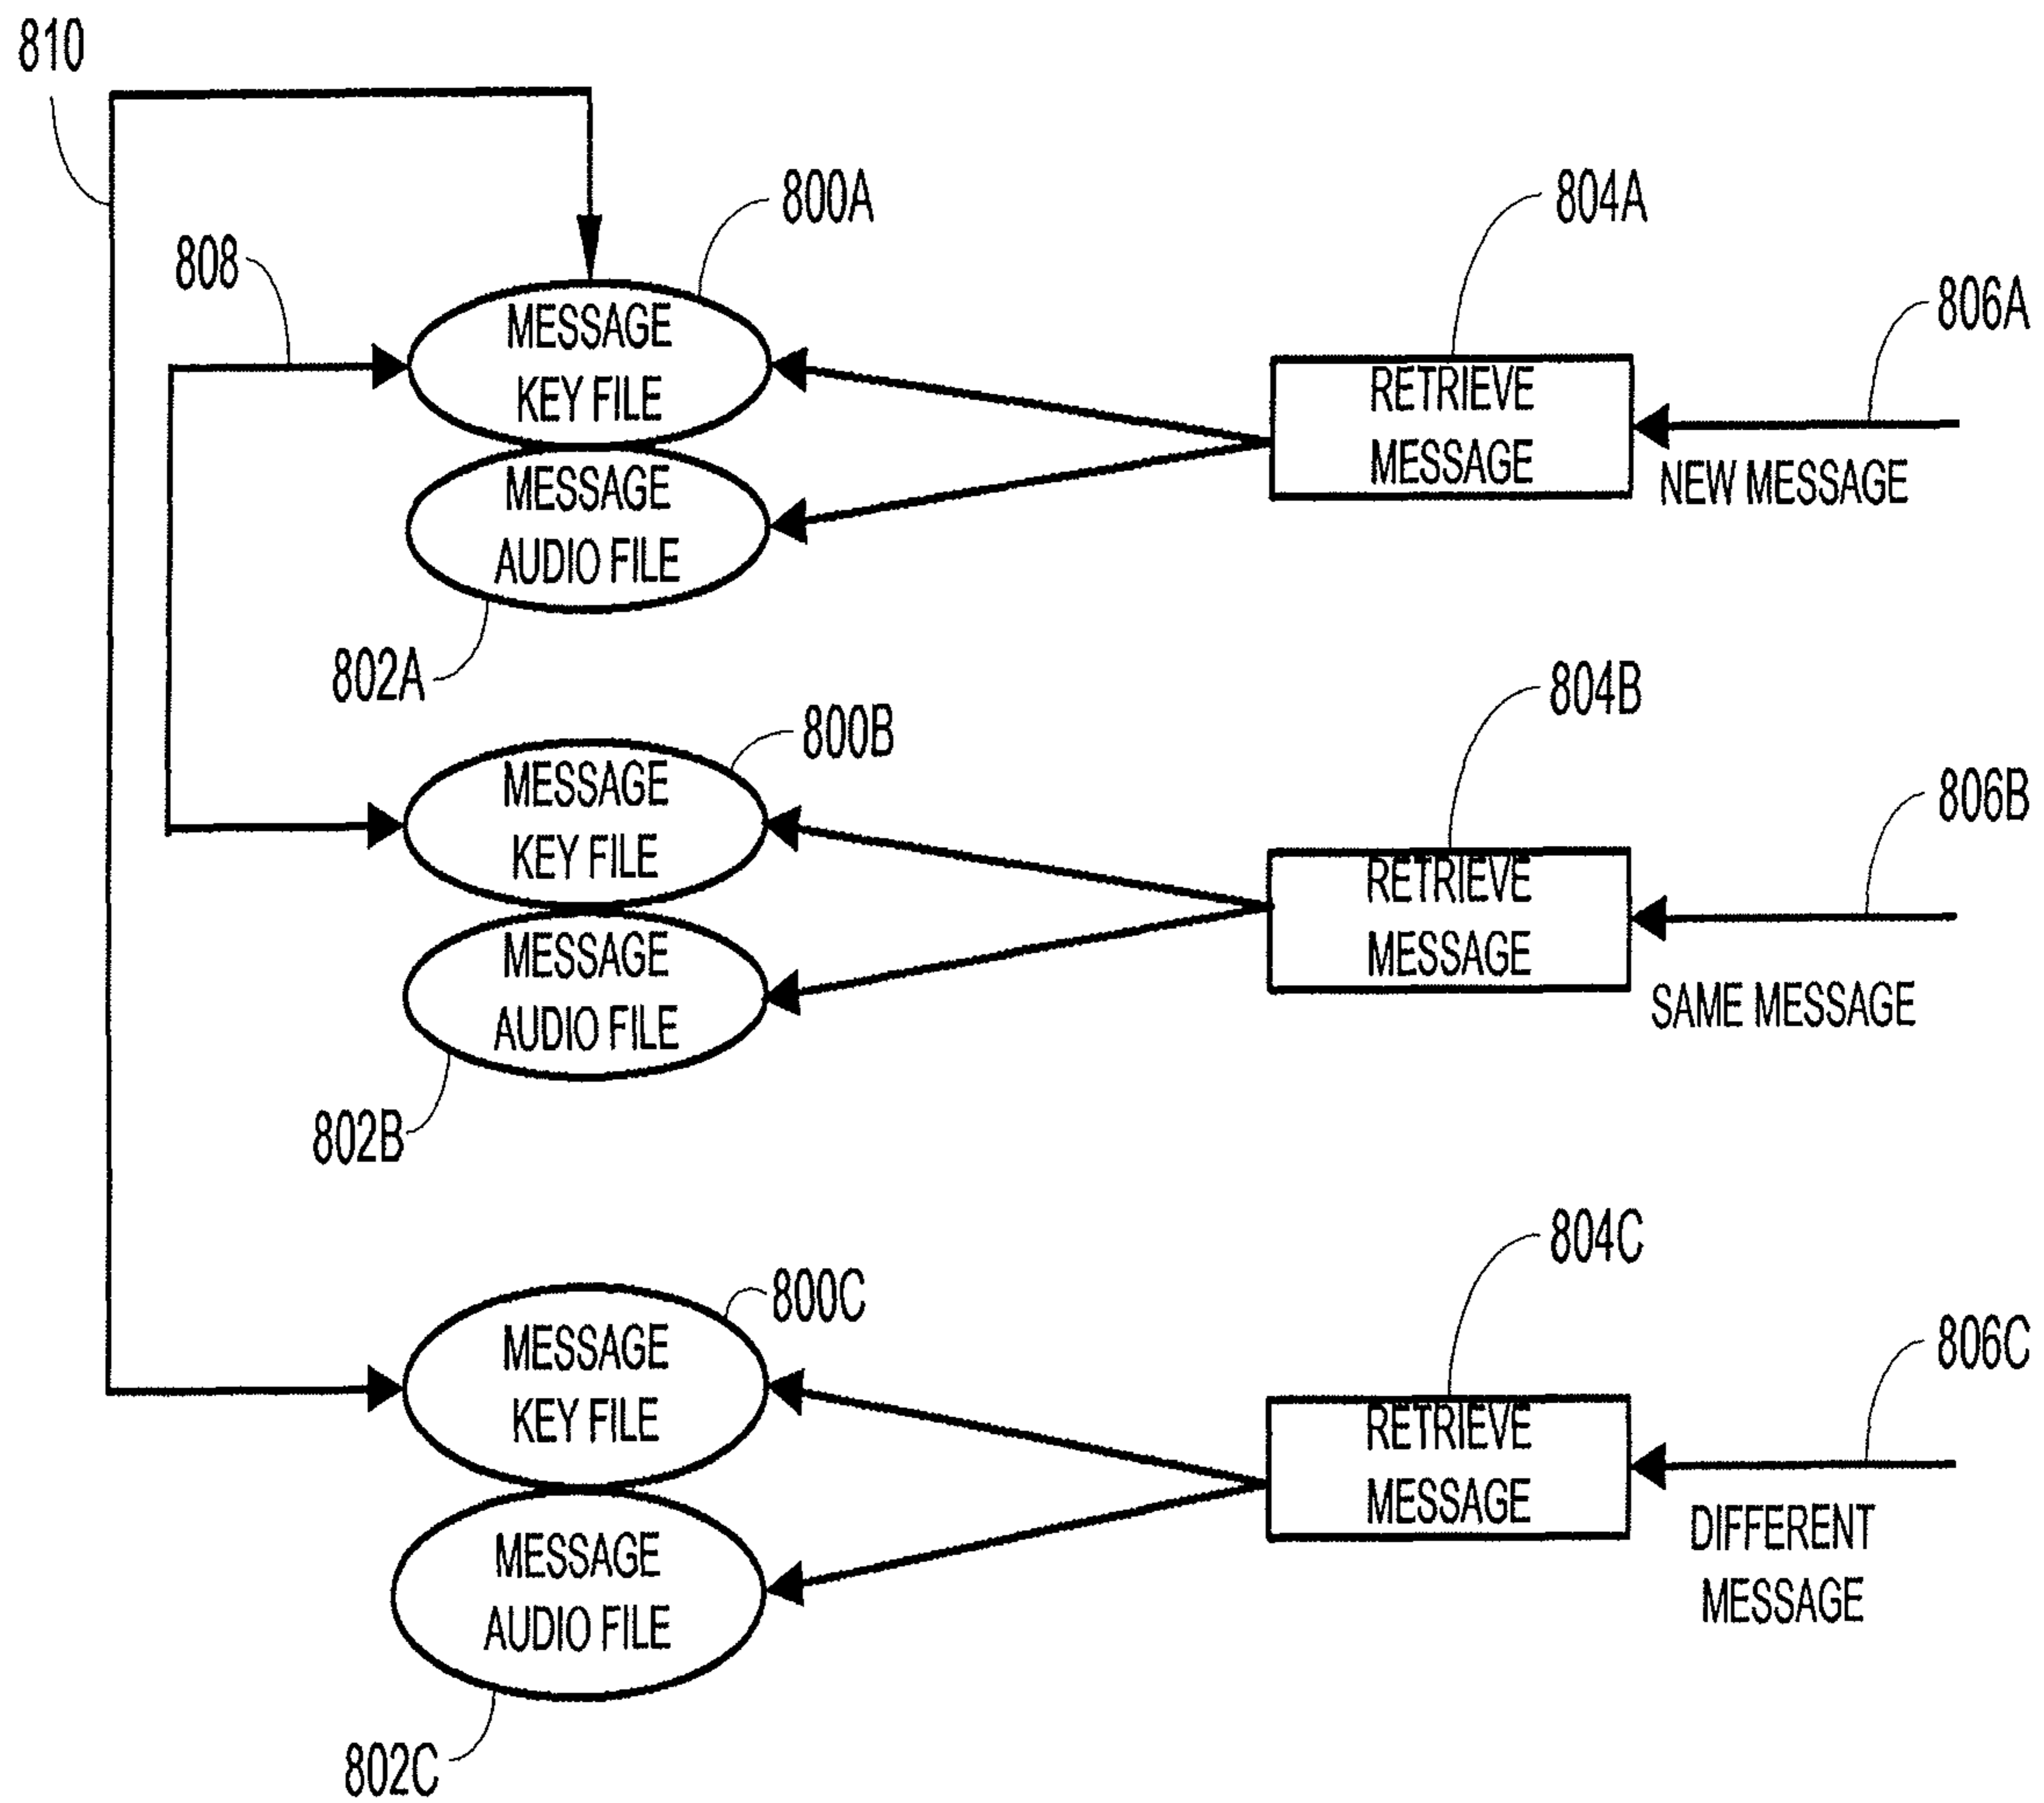 810
800A
804A
808
806A
MESSAGE
KEY FILE
RETRIEVE
MESSAGE
NEW MESSAGE
MESSAGE
AUDIO FILE
802A
804B
800B
806B
MESSAGE
KEY FILE
RETRIEVE
MESSAGE
SAME MESSAGE
MESSAGE
AUDIO FILE
802B
804C
800C
806C
MESSAGE
KEY FILE
RETRIEVE
MESSAGE
DIFFERENT
MESSAGE
MESSAGE
AUDIO FILE
802C